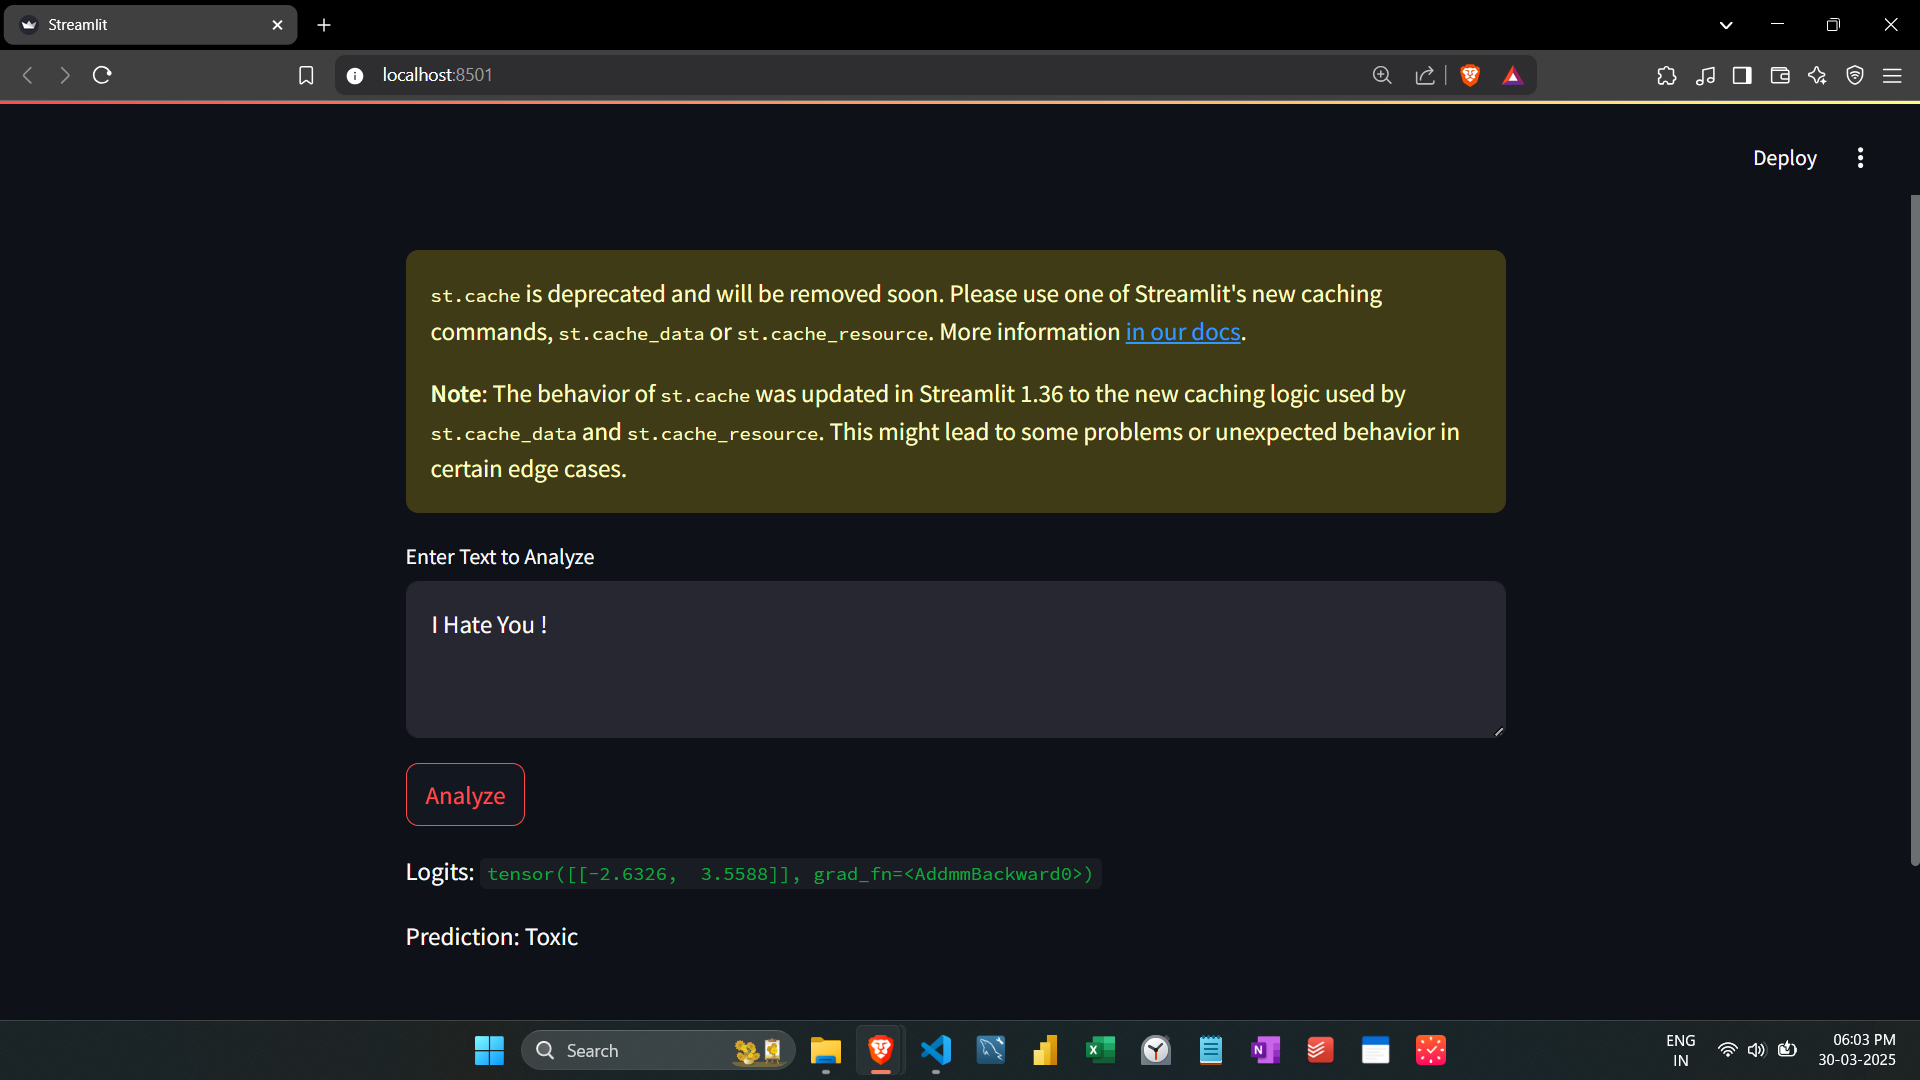 Streamlit
localhost:8501
Deploy
st.cache is deprecated and will be removed soon. Please use one of Streamlit's new caching
commands, st.cache_data or st.cache_resource. More information in our docs.
Note: The behavior of st.cache was updated in Streamlit 1.36 to the new caching logic used by
st.cache_data and st.cache_resource. This might lead to some problems or unexpected behavior in
certain edge cases.
Enter Text to Analyze
I Hate You !
Analyze
Logits: tensor([[-2.6326,  3.5588]], grad_fn=<AddmmBackward0>)
Prediction: Toxic
Search
ENG
IN
06:03 PM
30-03-2025